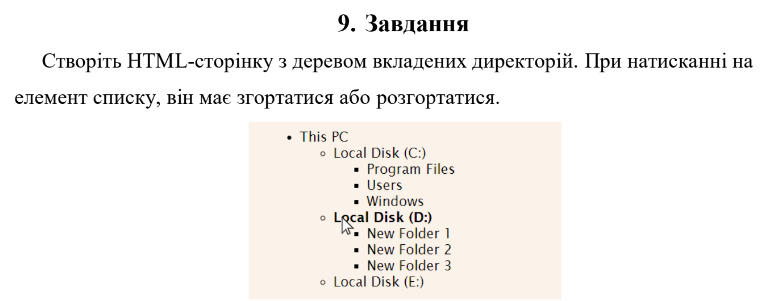 9. Завдання
Створіть HTML-сторінку з деревом вкладених директорій. При натисканні на
елемент списку, він має згортатися або розгортатися.
This PC
Local Disk (C:)
Program Files
Users
Windows
Local Disk (D:)
New Folder 1
New Folder 2
New Folder 3
Local Disk (E:)